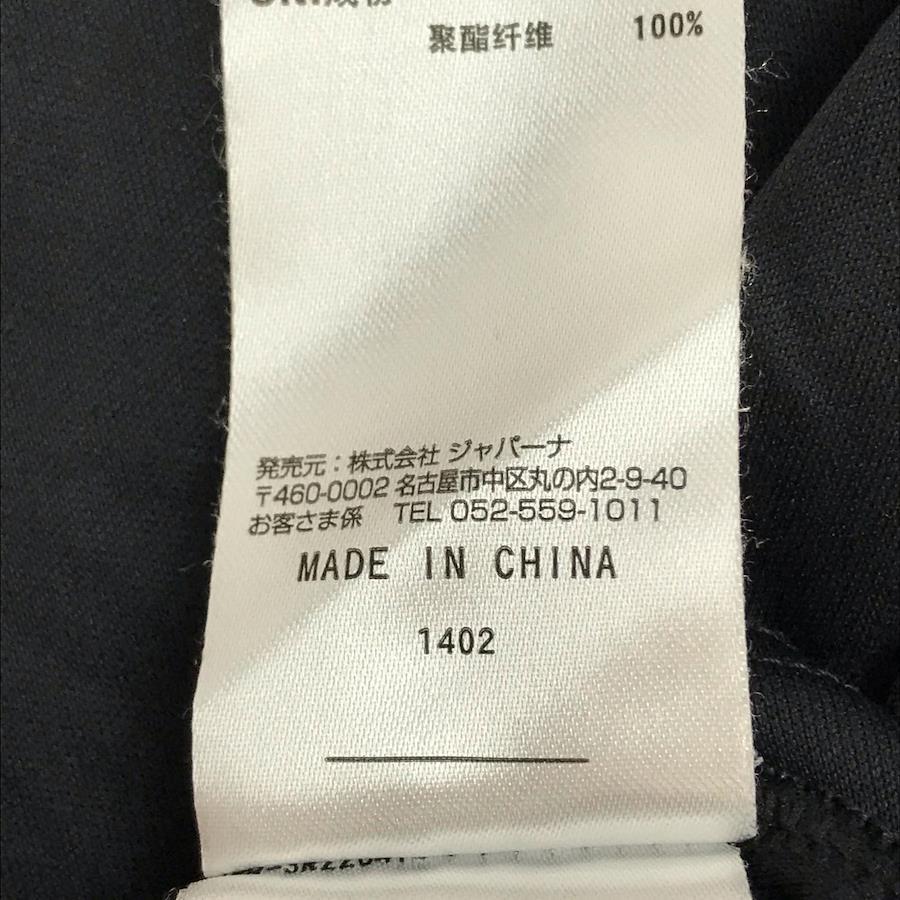 聚酯纤维 100%
発売元：株式会社 ジャパーナ
〒460-0002 名古屋市中区丸の内2-9-40
お客さま係 TEL 052-559-1011
MADE IN CHINA
1402